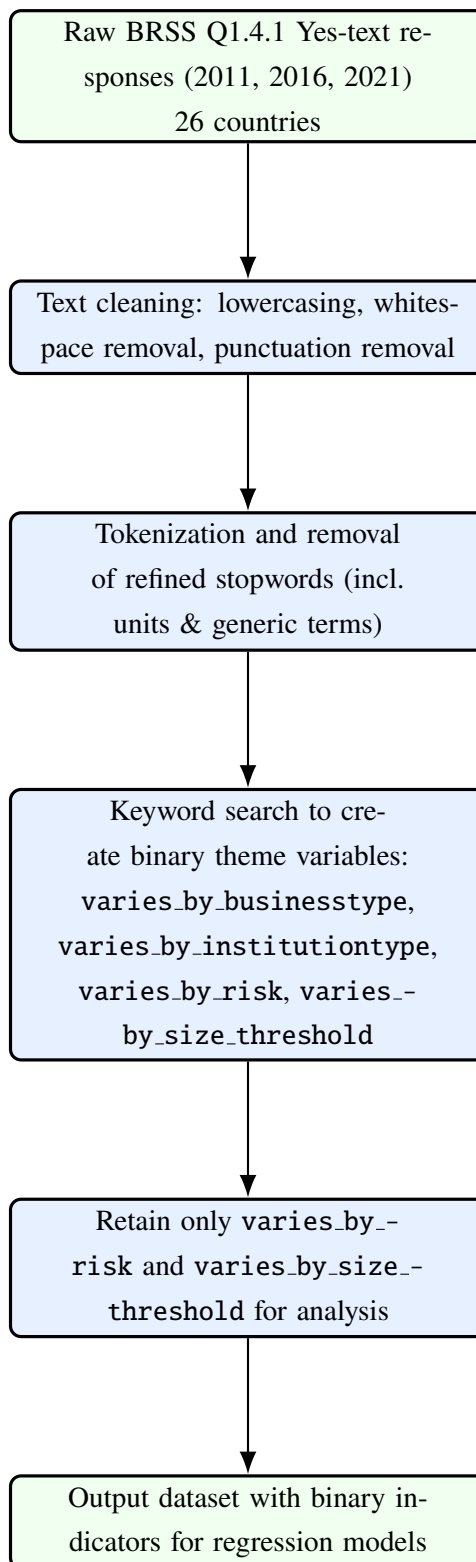 Raw BRSS Q1.4.1 Yes-text re-
sponses (2011, 2016, 2021)
26 countries
Text cleaning: lowercasing, whites-
pace removal, punctuation removal
Tokenization and removal
of refined stopwords (incl.
units & generic terms)
Keyword search to cre-
ate binary theme variables:
varies_by_businesstype,
varies_by_institutiontype,
varies_by_risk, varies_-
by_size_threshold
Retain only varies_by_-
risk and varies_by_size_-
threshold for analysis
Output dataset with binary in-
dicators for regression models